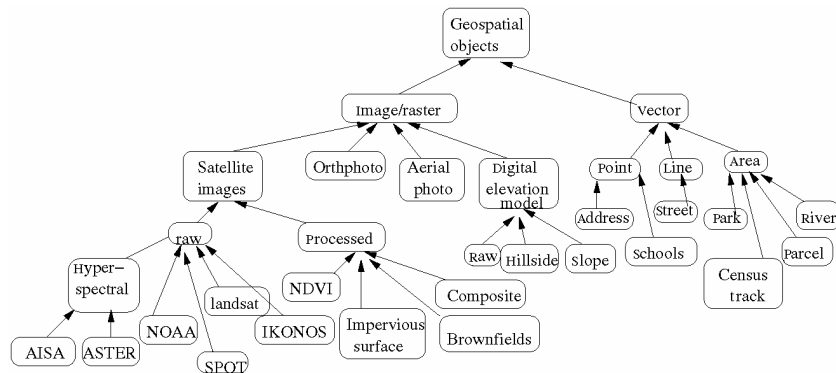 Geospatial
objects
Image/raster
Vector
Satellite
images
Orthphoto
Aerial
photo
Digital
elevation
model
Point
Line
Area
Address
Street
Park
River
raw
Processed
Raw
Hillside
Slope
Schools
Parcel
Hyper-
spectral
NDVI
Composite
Census
track
landsat
NOAA
IKONOS
Impervious
surface
Brownfields
AISA
ASTER
SPOT